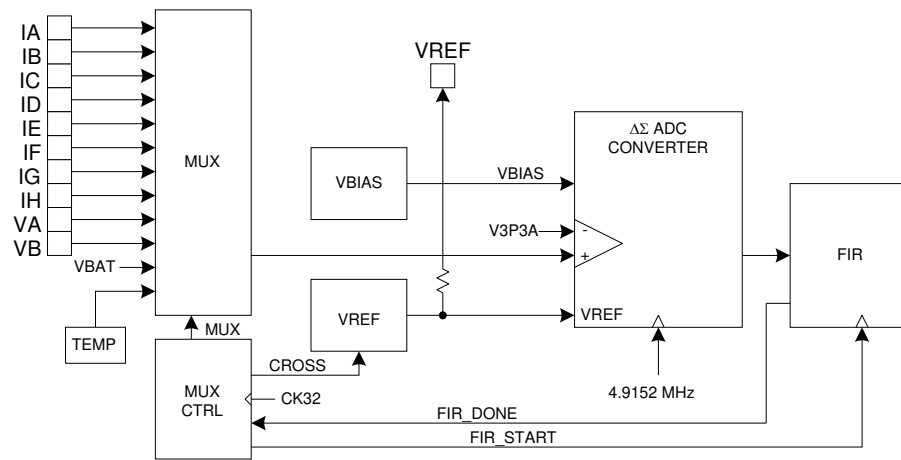 IA
IB
IC
ID
IE
IF
IG
IH
VA
VB
VBAT
TEMP
MUX
MUX
MUX
CTRL
CROSS
CK32
VREF
VBIAS
VBIAS
V3P3A
-
+
VREF
VREF
ΔΣ ADC
CONVERTER
4.9152 MHz
FIR
FIR_DONE
FIR_START